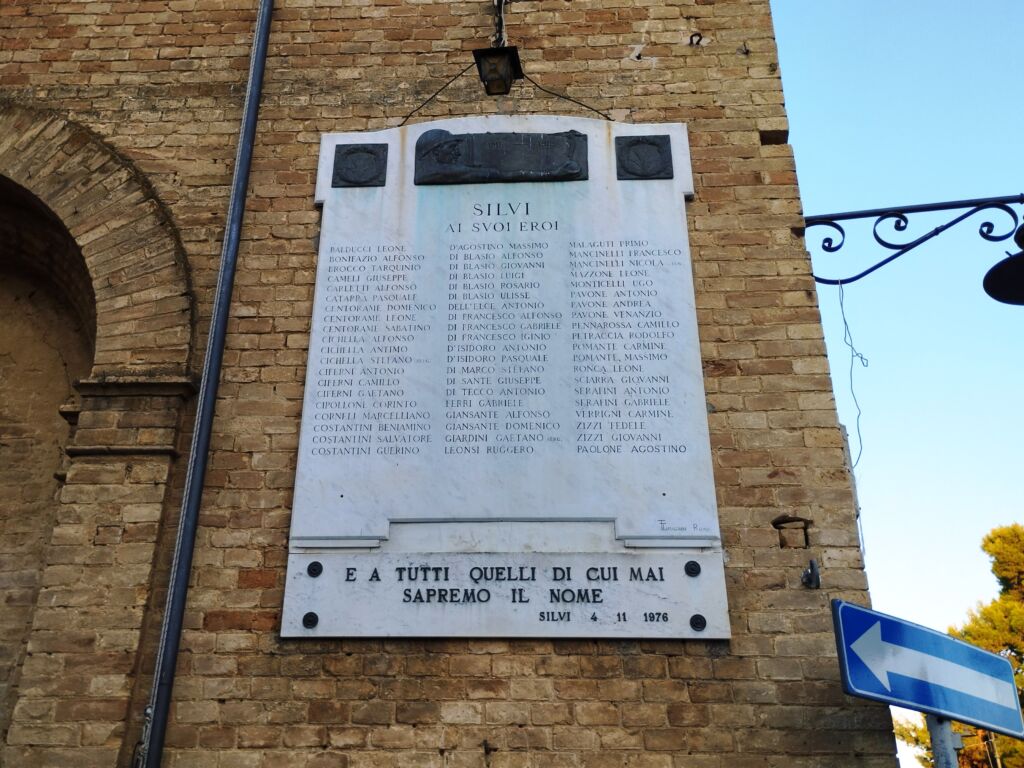 SILVI
AI SVOI EROI
BALDUCCI LEONE
BONIFAZIO ALFONSO
BROCCO TARQUINIO
CAMELI GIUSEPPE
CARLETTI ALFONSO
CATARRA PASQUALE
CENTORAME DOMENICO
CENTORAME LEONE
CENTORAME SABATINO
CICHELLA ALFONSO
CICHELLA ANTIMO
CICHELLA STEFANO
CIFERNI ANTONIO
CIFERNI CAMILLO
CIFERNI GAETANO
CIPOLLONE CORINTO
CORNELI MARCELLIANO
COSTANTINI BENIAMINO
COSTANTINI SALVATORE
COSTANTINI GUERINO
D'AGOSTINO MASSIMO
DI BLASIO ALFONSO
DI BLASIO GIOVANNI
DI BLASIO LUIGI
DI BLASIO ROSARIO
DI BLASIO ULISSE
DELL'ELCE ANTONIO
DI FRANCESCO ALFONSO
DI FRANCESCO GABRIELE
DI FRANCESCO IGINIO
D'ISIDORO ANTONIO
D'ISIDORO PASQUALE
DI MARCO STEFANO
DI SANTE GIUSEPPE
DI TECCO ANTONIO
FERRI GABRIELE
GIANSANTE ALFONSO
GIANSANTE DOMENICO
GIARDINI GAETANO
LEONSI RUGGERO
MALAGUTI PRIMO
MANCINELLI FRANCESCO
MANCINELLI NICOLA
MAZZONE LEONE
MONTICELLI UGO
PAVONE ANTONIO
PAVONE ANDREA
PAVONE VENANZIO
PENNAROSSA CAMILLO
PETRACCIA RODOLFO
POMANTE CARMINE
POMANTE MASSIMO
RONCA LEONE
SCIARRA GIOVANNI
SERAFINI ANTONIO
SERAFINI GABRIELE
VERRIGNI CARMINE
ZIZZI FEDELE
ZIZZI GIOVANNI
PAOLONE AGOSTINO
E A TUTTI QUELLI DI CUI MAI
SAPREMO IL NOME
SILVI 4 11 1976